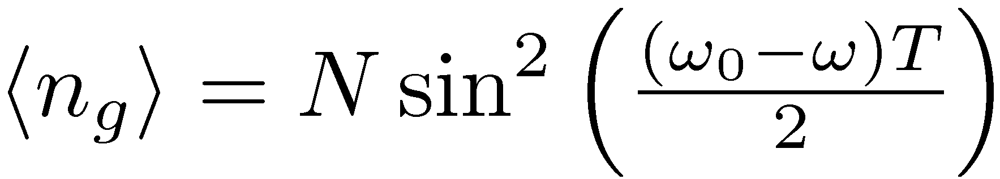 ⟨n_g⟩ = N sin² ( (ω₀−ω)T / 2 )